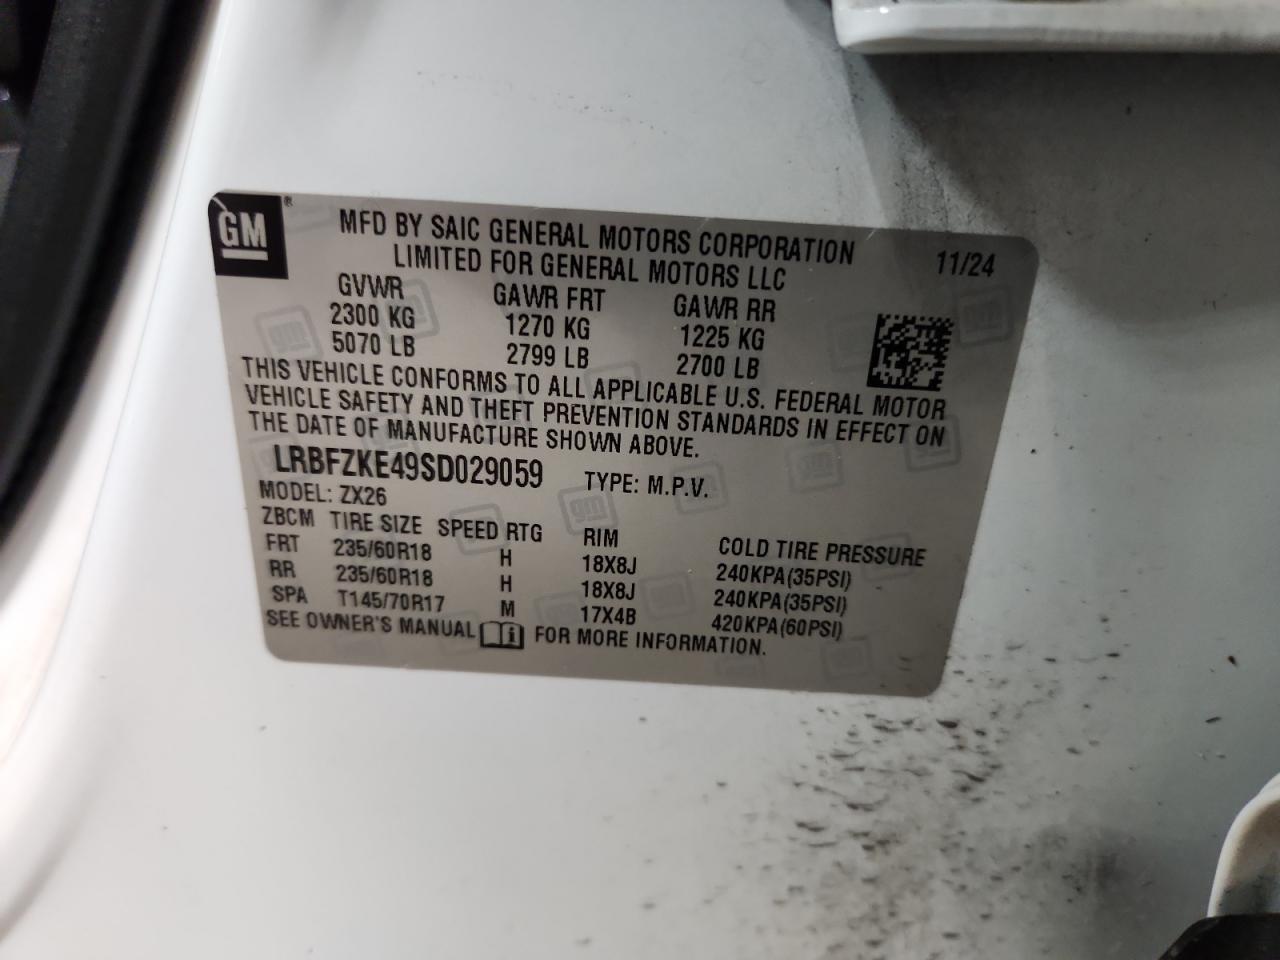 GM®
MFD BY SAIC GENERAL MOTORS CORPORATION
LIMITED FOR GENERAL MOTORS LLC
11/24
GVWR GAWR FRT GAWR RR
2300 KG 1270 KG 1225 KG
5070 LB 2799 LB 2700 LB
THIS VEHICLE CONFORMS TO ALL APPLICABLE U.S. FEDERAL MOTOR
VEHICLE SAFETY AND THEFT PREVENTION STANDARDS IN EFFECT ON
THE DATE OF MANUFACTURE SHOWN ABOVE.
LRBFZKE49SD029059 TYPE: M.P.V.
MODEL: ZX26
ZBCM TIRE SIZE SPEED RTG RIM COLD TIRE PRESSURE
FRT 235/60R18 H 18X8J 240KPA(35PSI)
RR 235/60R18 H 18X8J 240KPA(35PSI)
SPA T145/70R17 M 17X4B 420KPA(60PSI)
SEE OWNER'S MANUAL FOR MORE INFORMATION.